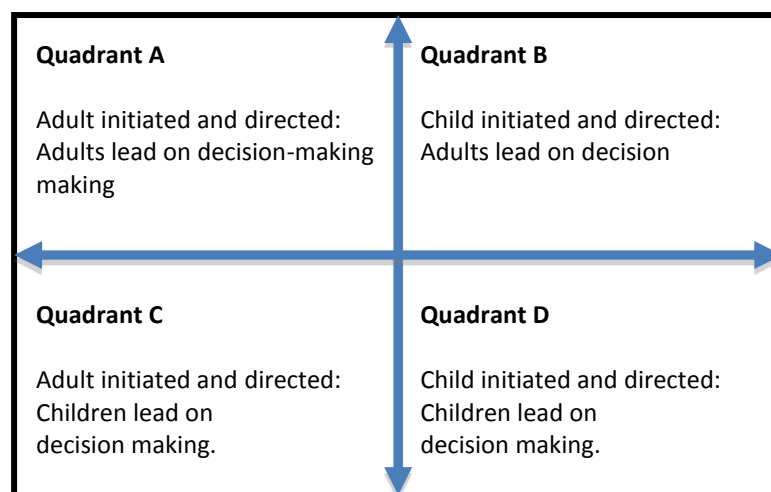 Quadrant A
Adult initiated and directed:
Adults lead on decision-making
making
Quadrant B
Child initiated and directed:
Adults lead on decision
Quadrant C
Adult initiated and directed:
Children lead on
decision making.
Quadrant D
Child initiated and directed:
Children lead on
decision making.